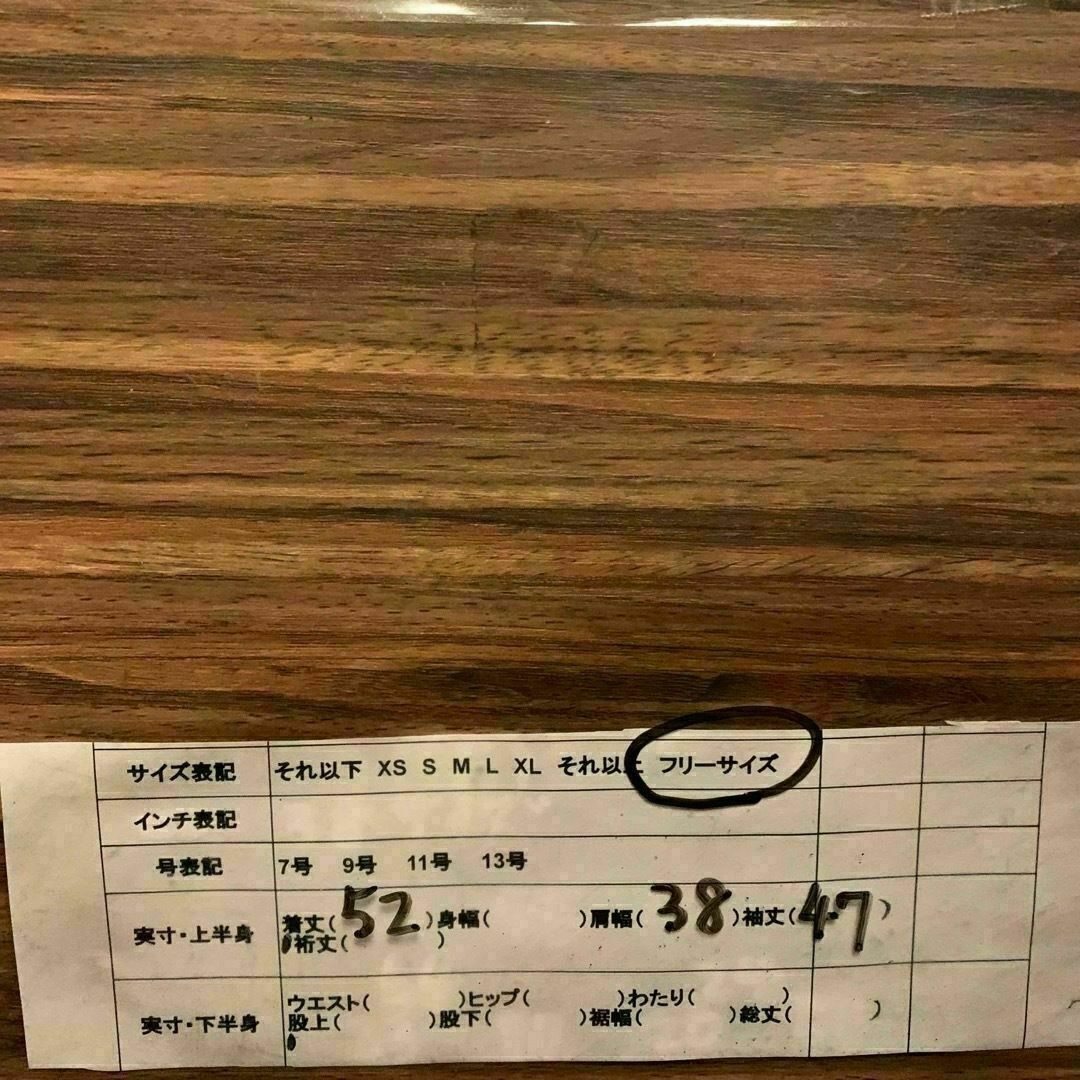 サイズ表記 それ以下 XS S M L XL それ以上 フリーサイズ
インチ表記
号表記 7号 9号 11号 13号
実寸・上半身 着丈( 52 )身幅( )肩幅( 38 )袖丈( 47 )
裄丈( )
実寸・下半身 ウエスト( )ヒップ( )わたり( )
股上( )股下( )裾幅( )総丈( )